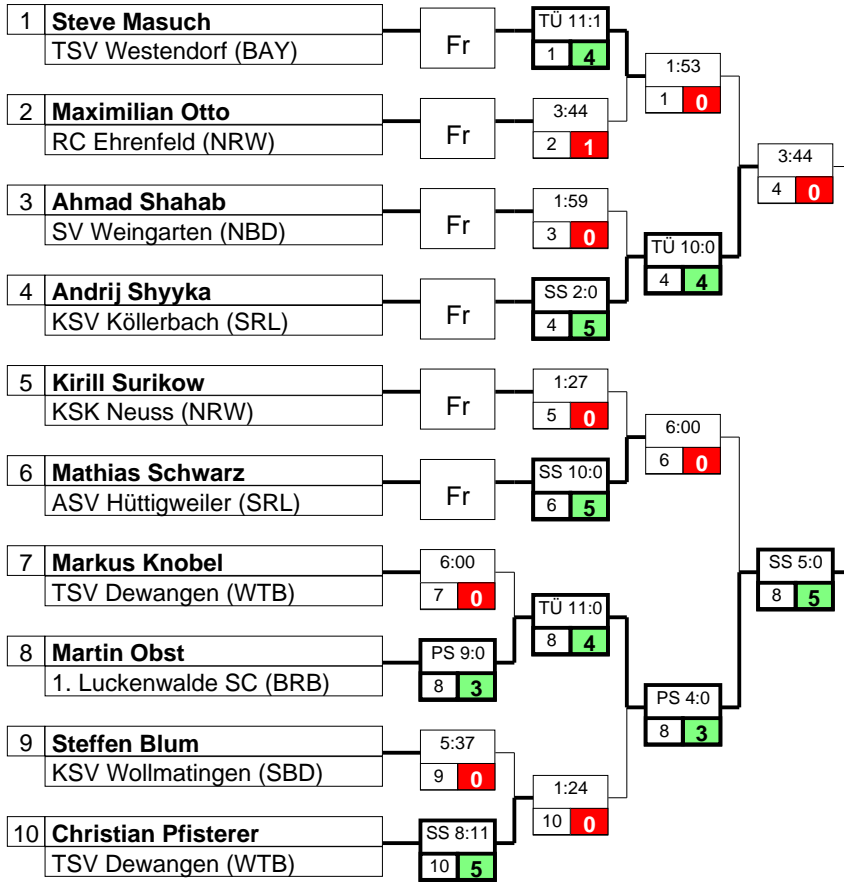 1 Steve Masuch
TSV Westendorf (BAY)
Fr
TÜ 11:1
1 4
1:53
1 0
2 Maximilian Otto
RC Ehrenfeld (NRW)
Fr
3:44
2 1
3:44
4 0
3 Ahmad Shahab
SV Weingarten (NBD)
Fr
1:59
3 0
TÜ 10:0
4 4
4 Andrij Shyyka
KSV Köllerbach (SRL)
Fr
SS 2:0
4 5
5 Kirill Surikow
KSK Neuss (NRW)
Fr
1:27
5 0
6:00
6 0
6 Mathias Schwarz
ASV Hüttigweiler (SRL)
Fr
SS 10:0
6 5
7 Markus Knobel
TSV Dewangen (WTB)
6:00
7 0
SS 5:0
8 5
TÜ 11:0
8 4
8 Martin Obst
1. Luckenwalde SC (BRB)
PS 9:0
8 3
PS 4:0
8 3
9 Steffen Blum
KSV Wollmatingen (SBD)
5:37
9 0
1:24
10 0
10 Christian Pfisterer
TSV Dewangen (WTB)
SS 8:11
10 5